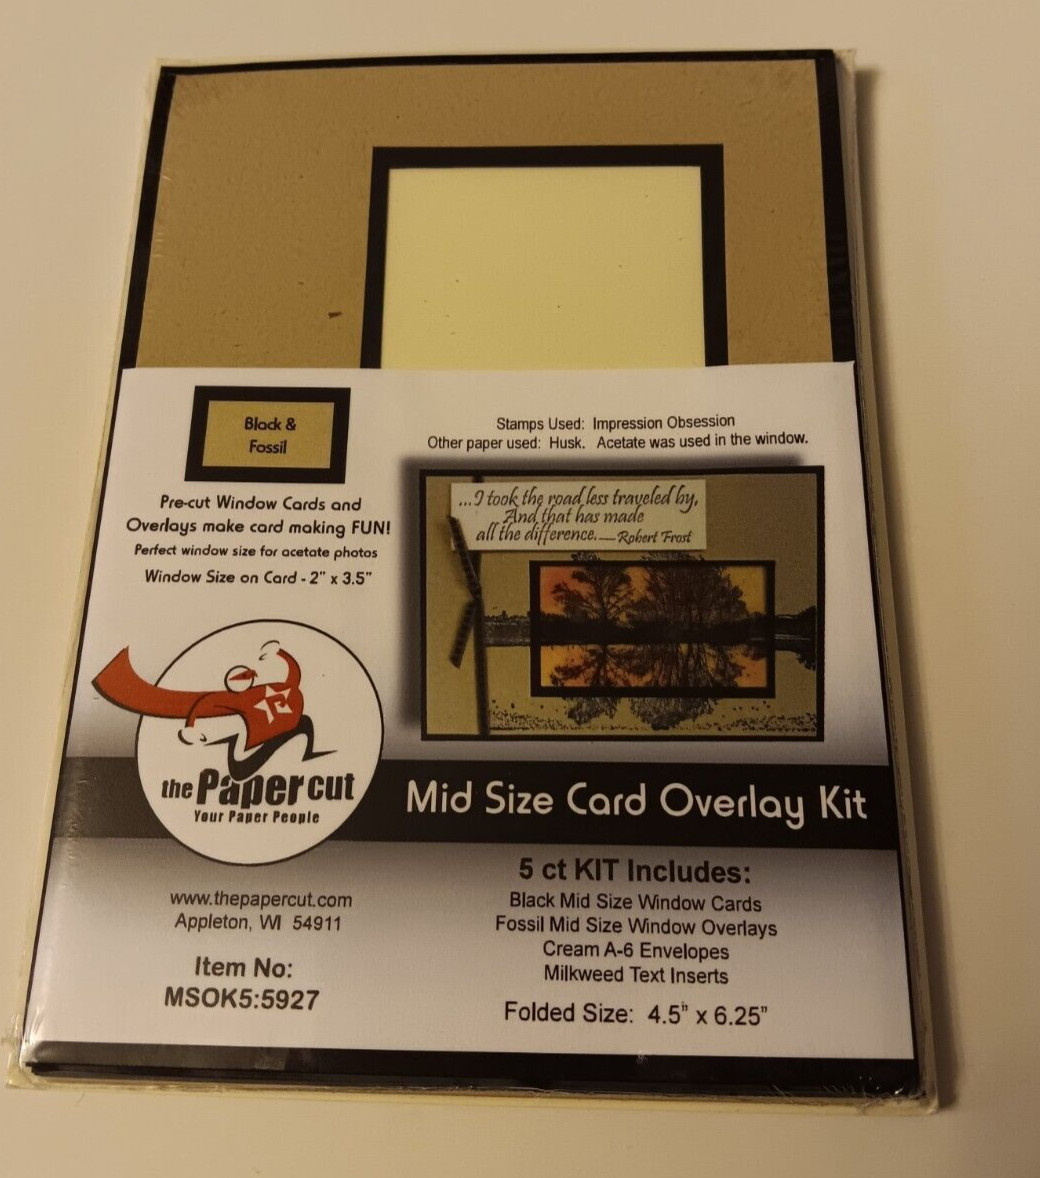 Black &
Fossil
Pre-cut Window Cards and
Overlays make card making FUN!
Perfect window size for acetate photos
Window Size on Card - 2" x 3.5"
Stamps Used: Impression Obsession
Other paper used: Husk. Acetate was used in the window.
...I took the road less traveled by,
And that has made
all the difference.—Robert Frost
the Papercut
Your Paper People
Mid Size Card Overlay Kit
www.thepapercut.com
Appleton, WI 54911
Item No:
MSOK5:5927
5 ct KIT Includes:
Black Mid Size Window Cards
Fossil Mid Size Window Overlays
Cream A-6 Envelopes
Milkweed Text Inserts
Folded Size: 4.5" x 6.25"